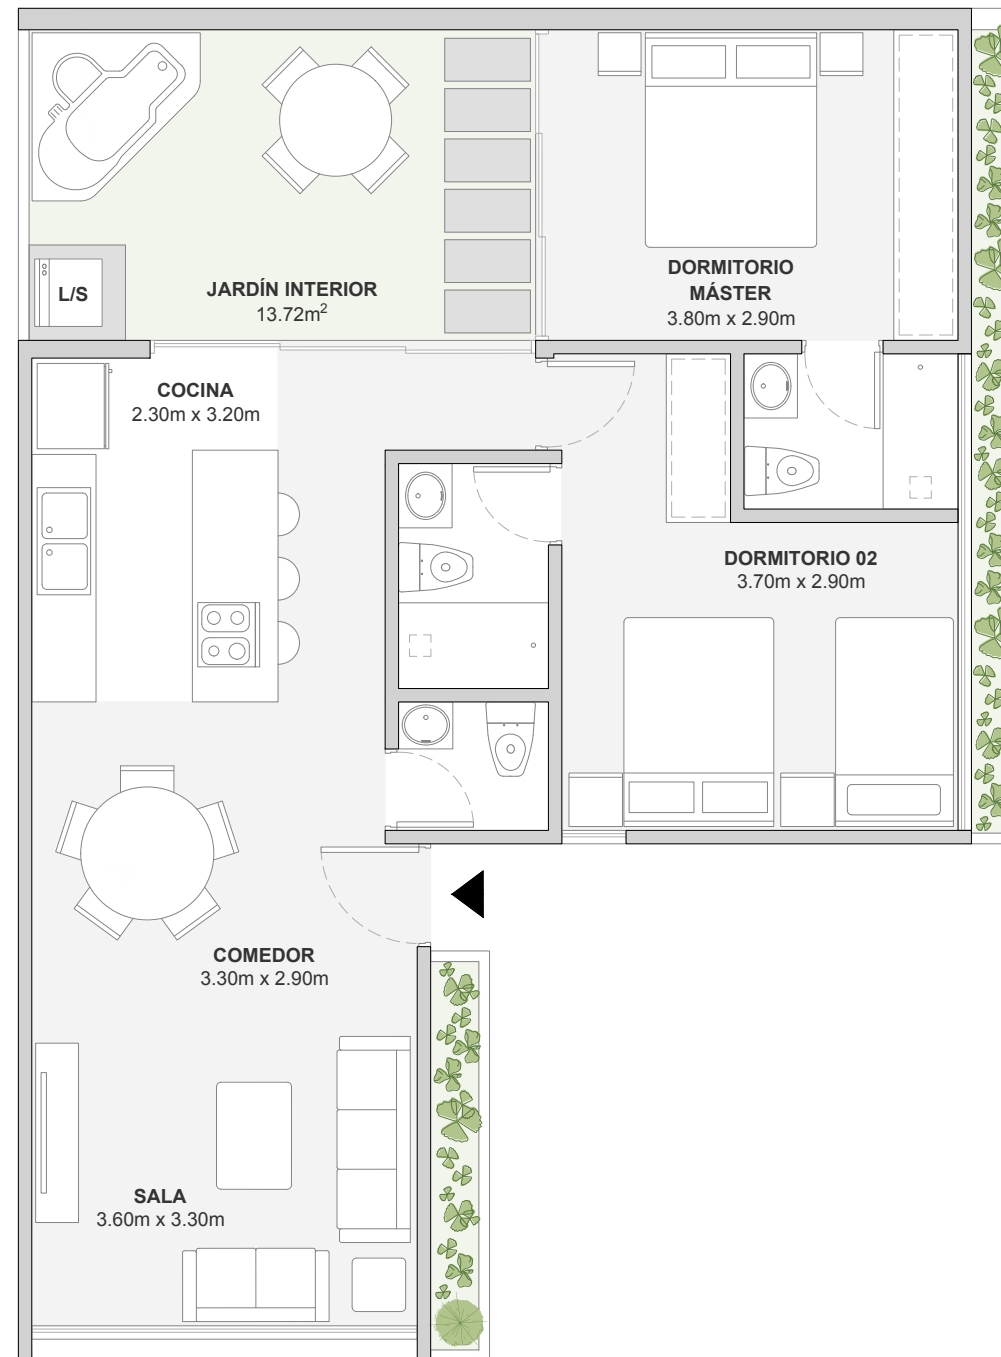 DORMITORIO
MÁSTER
3.80m x 2.90m
JARDÍN INTERIOR
13.72m²
L/S
COCINA
2.30m x 3.20m
DORMITORIO 02
3.70m x 2.90m
COMEDOR
3.30m x 2.90m
SALA
3.60m x 3.30m